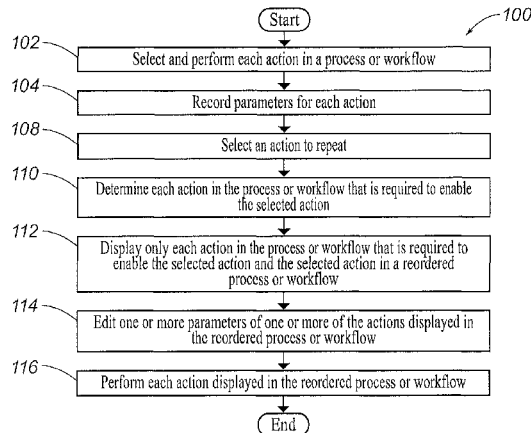 Start
100
102
Select and perform each action in a process or workflow
104
Record parameters for each action
108
Select an action to repeat
110
Determine each action in the process or workflow that is required to enable
the selected action
112
Display only each action in the process or workflow that is required to
enable the selected action and the selected action in a reordered
process or workflow
114
Edit one or more parameters of one or more of the actions displayed in
the reordered process or workflow
116
Perform each action displayed in the reordered process or workflow
End